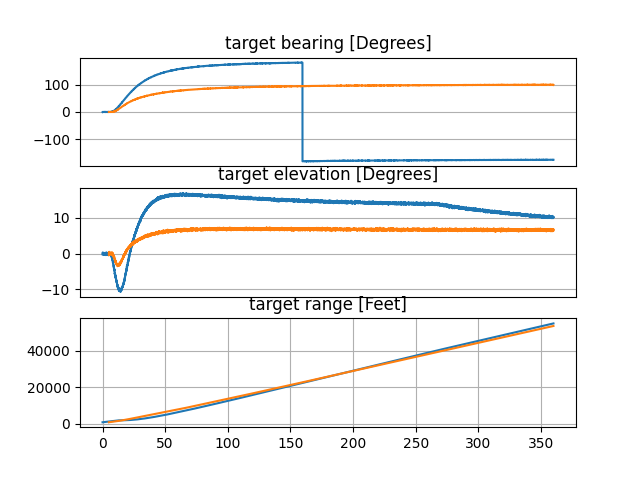 target bearing [Degrees]
100
0
−100
target elevation [Degrees]
10
0
−10
target range [Feet]
40000
20000
0
0 50 100 150 200 250 300 350